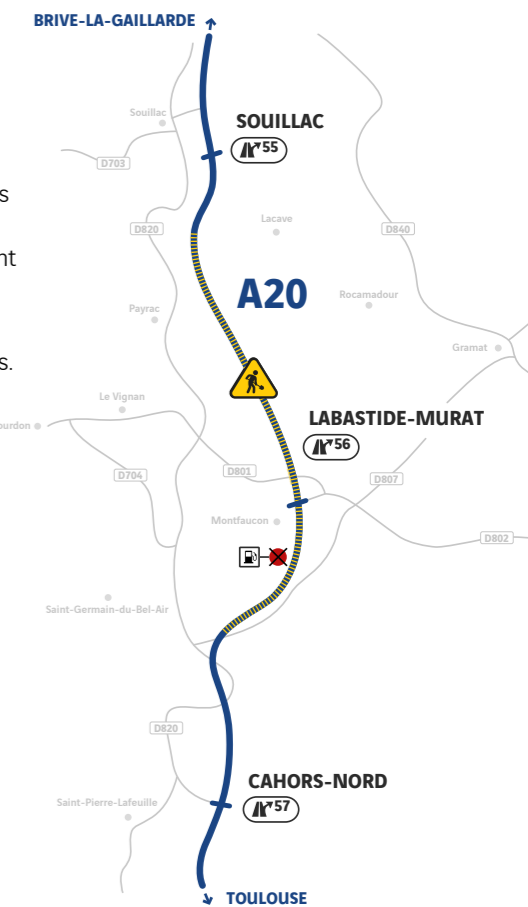 BRIVE-LA-GAILLARDE
Souillac
SOUILLAC
55
D703
s
Lacave
D820
D840
nt
A20
Rocamadour
Payrac
Gramat
s.
Le Vignan
LABASTIDE-MURAT
ourdon
56
D801
D704
D807
Montfaucon
D802
Saint-Germain-du-Bel-Air
D820
CAHORS-NORD
Saint-Pierre-Lafeuille
57
TOULOUSE